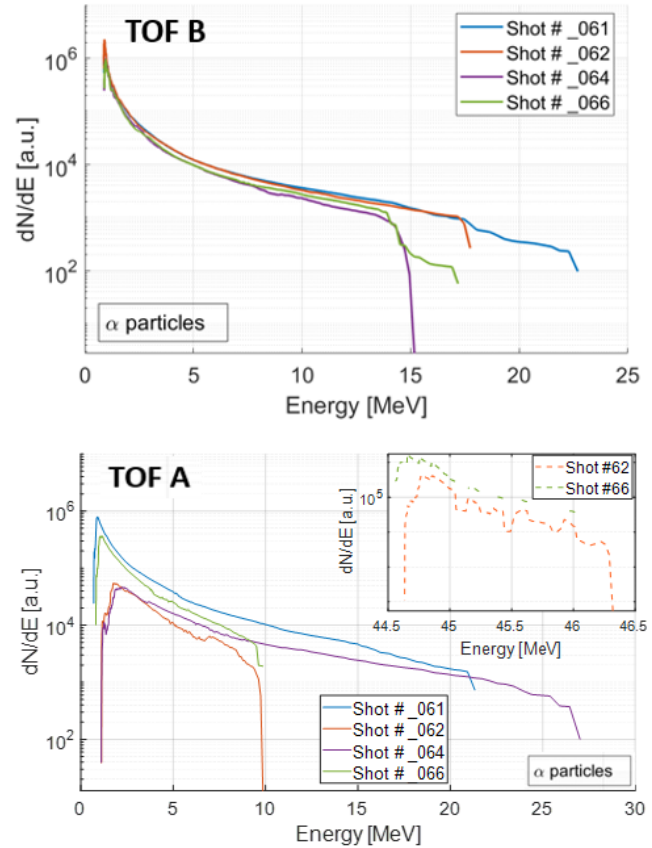 TOF B
Shot # _061
Shot # _062
Shot # _064
Shot # _066
10^6
10^4
10^2
dN/dE [a.u.]
α particles
0 5 10 15 20 25
Energy [MeV]
TOF A
Shot #62
Shot #66
10^5
dN/dE [a.u.]
44.5 45 45.5 46 46.5
Energy [MeV]
10^6
10^4
10^2
dN/dE [a.u.]
Shot # _061
Shot # _062
Shot # _064
Shot # _066
α particles
0 5 10 15 20 25 30
Energy [MeV]